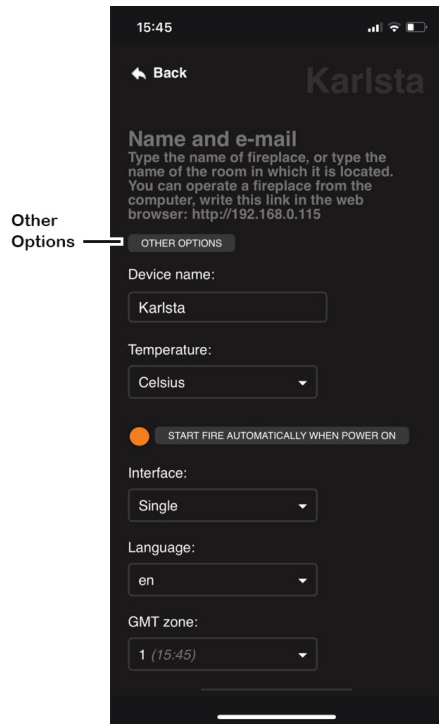 15:45
Back
Karlsta
Name and e-mail
Type the name of fireplace, or type the
name of the room in which it is located.
You can operate a fireplace from the
computer, write this link in the web
browser: http://192.168.0.115
Other
Options
OTHER OPTIONS
Device name:
Karlsta
Temperature:
Celsius
START FIRE AUTOMATICALLY WHEN POWER ON
Interface:
Single
Language:
en
GMT zone:
1 (15:45)